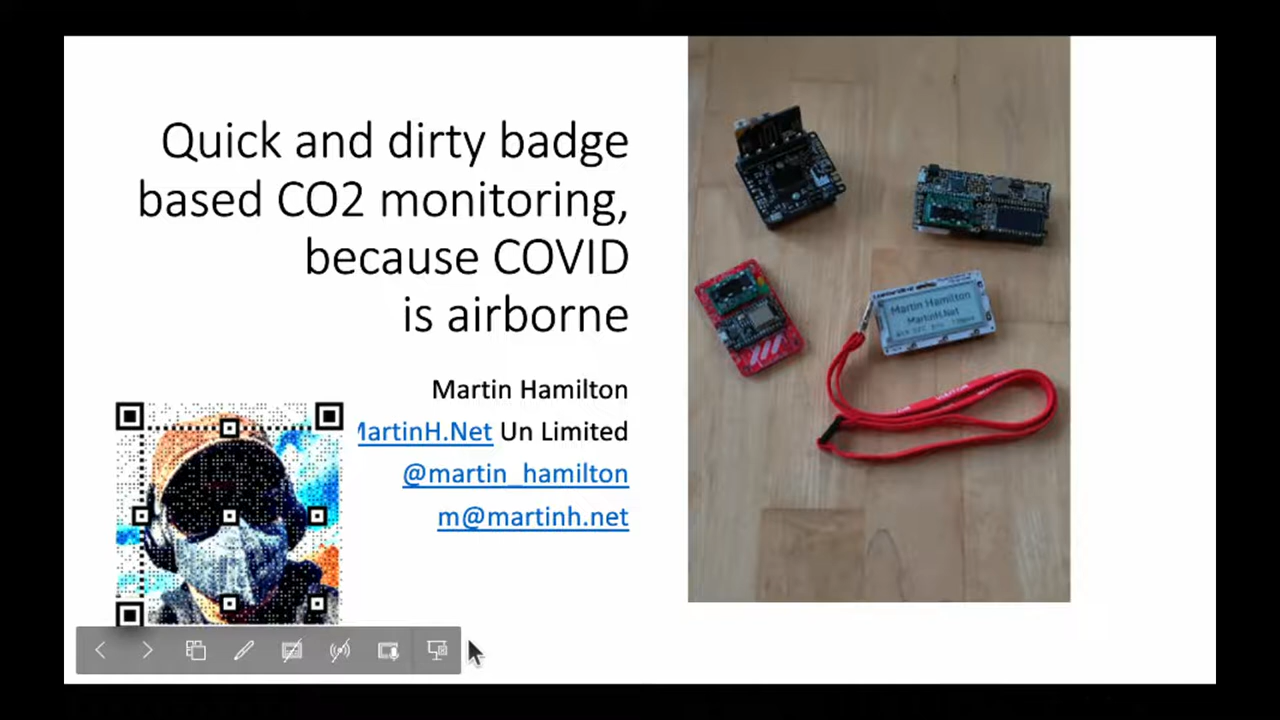 Quick and dirty badge
based CO2 monitoring,
because COVID
is airborne
Martin Hamilton
MartinH.Net Un Limited
@martin_hamilton
m@martinh.net
Martin Hamilton
MartinH.Net